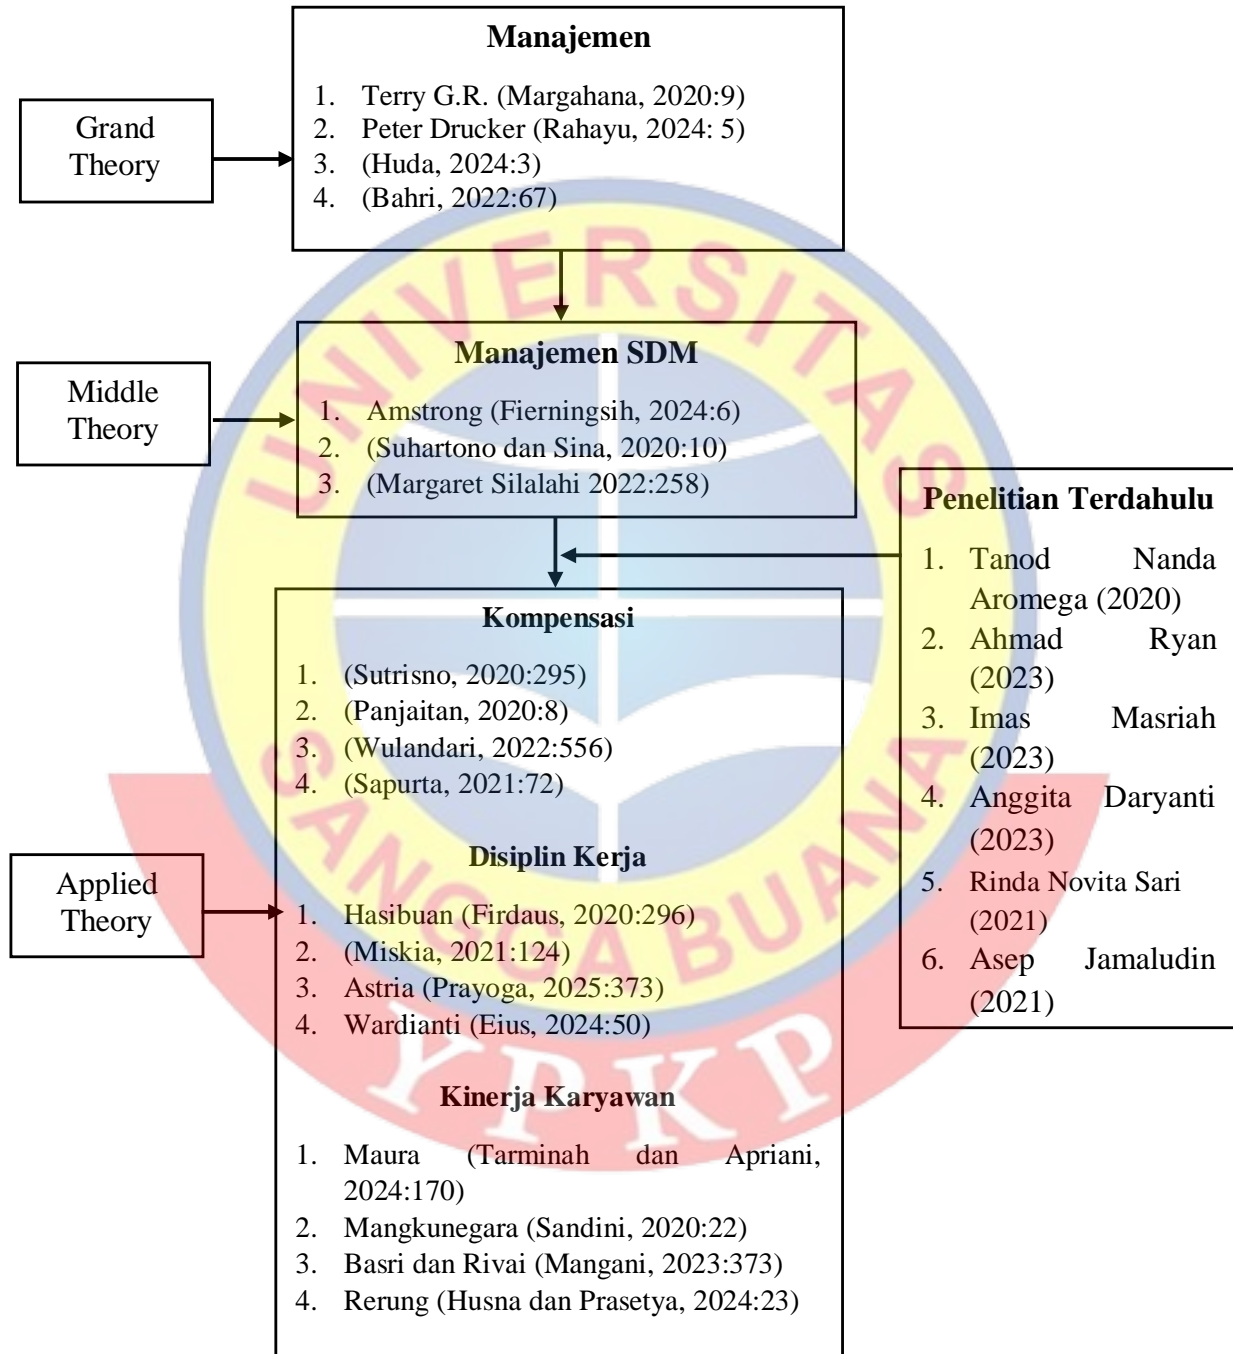 Manajemen
1. Terry G.R. (Margahana, 2020:9)
2. Peter Drucker (Rahayu, 2024: 5)
3. (Huda, 2024:3)
4. (Bahri, 2022:67)
Grand
Theory
Manajemen SDM
1. Amstrong (Fierningsih, 2024:6)
2. (Suhartono dan Sina, 2020:10)
3. (Margaret Silalahi 2022:258)
Middle
Theory
Penelitian Terdahulu
1. Tanod Nanda
Aromega (2020)
2. Ahmad Ryan
(2023)
3. Imas Masriah
(2023)
4. Anggita Daryanti
(2023)
5. Rinda Novita Sari
(2021)
6. Asep Jamaludin
(2021)
Kompensasi
1. (Sutrisno, 2020:295)
2. (Panjaitan, 2020:8)
3. (Wulandari, 2022:556)
4. (Sapurta, 2021:72)
Disiplin Kerja
1. Hasibuan (Firdaus, 2020:296)
2. (Miskia, 2021:124)
3. Astria (Prayoga, 2025:373)
4. Wardianti (Eius, 2024:50)
Applied
Theory
Kinerja Karyawan
1. Maura (Tarminah dan Apriani,
2024:170)
2. Mangkunegara (Sandini, 2020:22)
3. Basri dan Rivai (Mangani, 2023:373)
4. Rerung (Husna dan Prasetya, 2024:23)
UNIVERSITAS
SANGGA BUANA
YPKP